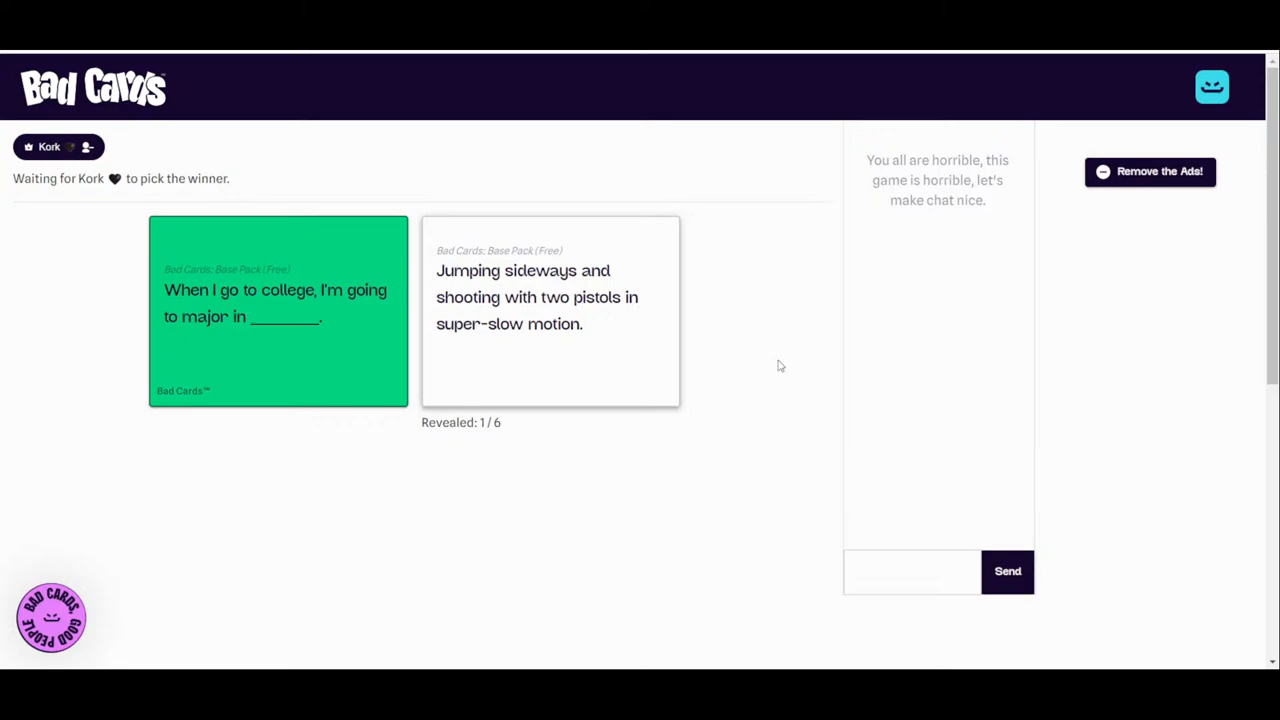 Bad Cards™
Kork
Waiting for Kork 🖤 to pick the winner.
Bad Cards: Base Pack (Free)
When I go to college, I'm going
to major in ________.
Bad Cards™
Bad Cards: Base Pack (Free)
Jumping sideways and
shooting with two pistols in
super-slow motion.
Revealed: 1 / 6
You all are horrible, this
game is horrible, let's
make chat nice.
Send
Remove the Ads!
BAD CARDS,
GOOD PEOPLE